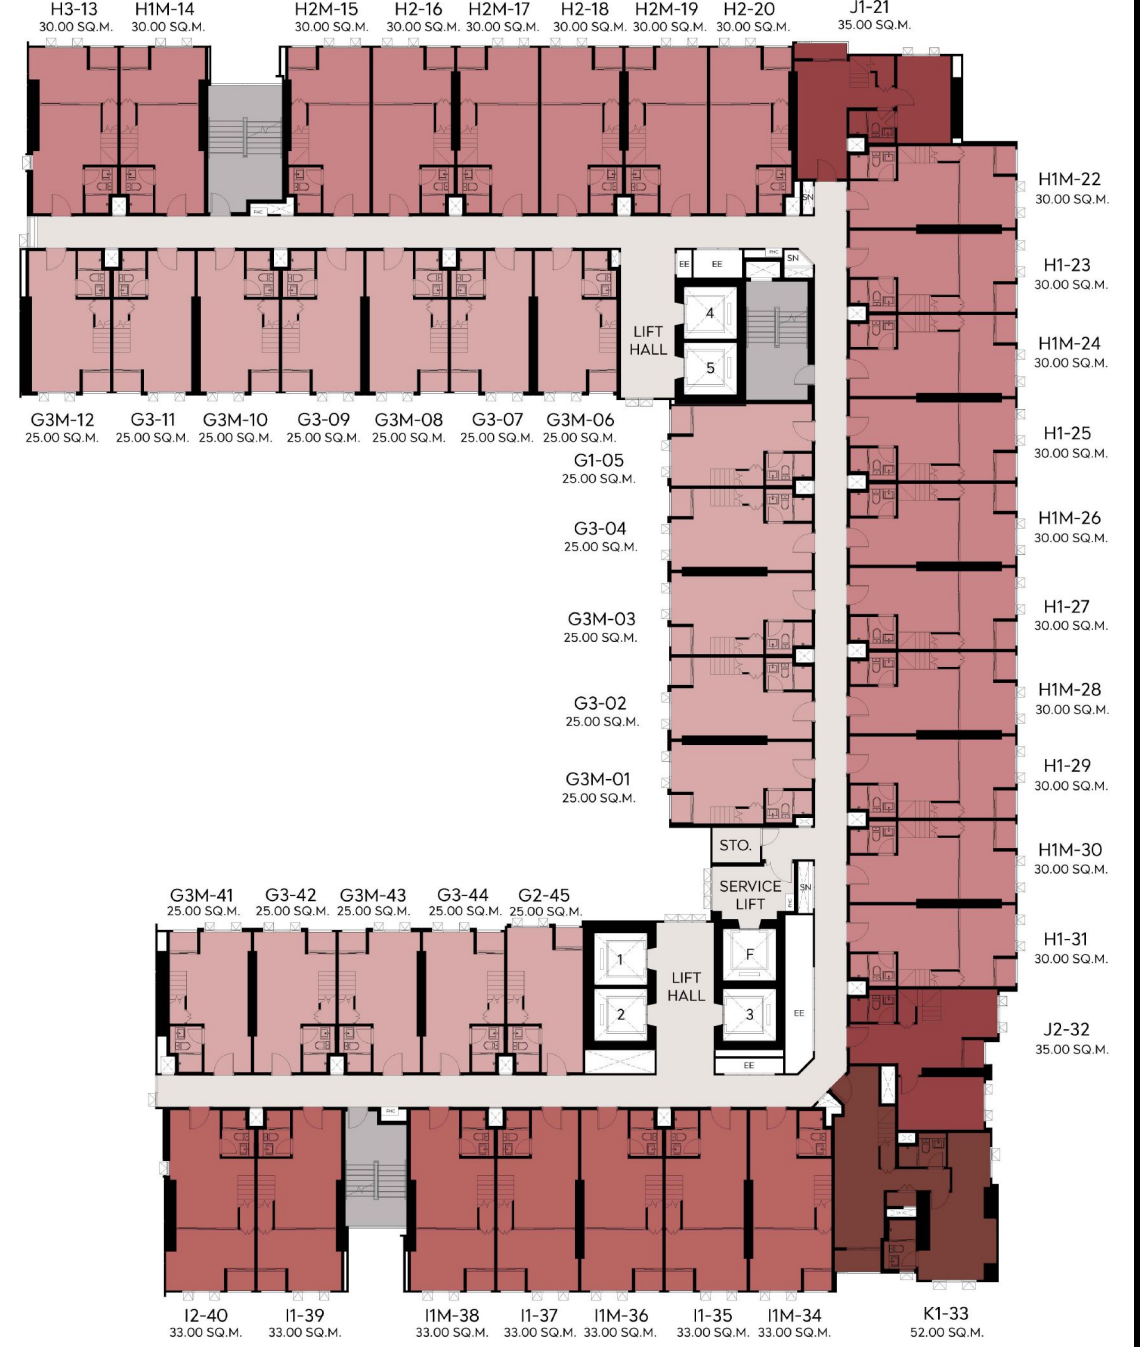 H3-13
30.00 SQ.M.
H1M-14
30.00 SQ.M.
H2M-15
30.00 SQ.M.
H2-16
30.00 SQ.M.
H2M-17
30.00 SQ.M.
H2-18
30.00 SQ.M.
H2M-19
30.00 SQ.M.
H2-20
30.00 SQ.M.
J1-21
35.00 SQ.M.
H1M-22
30.00 SQ.M.
H1-23
30.00 SQ.M.
H1M-24
30.00 SQ.M.
H1-25
30.00 SQ.M.
H1M-26
30.00 SQ.M.
H1-27
30.00 SQ.M.
H1M-28
30.00 SQ.M.
H1-29
30.00 SQ.M.
H1M-30
30.00 SQ.M.
H1-31
30.00 SQ.M.
J2-32
35.00 SQ.M.
SN
EE
EE
SN
4
5
LIFT
HALL
G3M-12
25.00 SQ.M.
G3-11
25.00 SQ.M.
G3M-10
25.00 SQ.M.
G3-09
25.00 SQ.M.
G3M-08
25.00 SQ.M.
G3-07
25.00 SQ.M.
G3M-06
25.00 SQ.M.
G1-05
25.00 SQ.M.
G3-04
25.00 SQ.M.
G3M-03
25.00 SQ.M.
G3-02
25.00 SQ.M.
G3M-01
25.00 SQ.M.
STO.
SERVICE
LIFT
SN
G3M-41
25.00 SQ.M.
G3-42
25.00 SQ.M.
G3M-43
25.00 SQ.M.
G3-44
25.00 SQ.M.
G2-45
25.00 SQ.M.
1
2
LIFT
HALL
F
3
EE
EE
I2-40
33.00 SQ.M.
I1-39
33.00 SQ.M.
I1M-38
33.00 SQ.M.
I1-37
33.00 SQ.M.
I1M-36
33.00 SQ.M.
I1-35
33.00 SQ.M.
I1M-34
33.00 SQ.M.
K1-33
52.00 SQ.M.